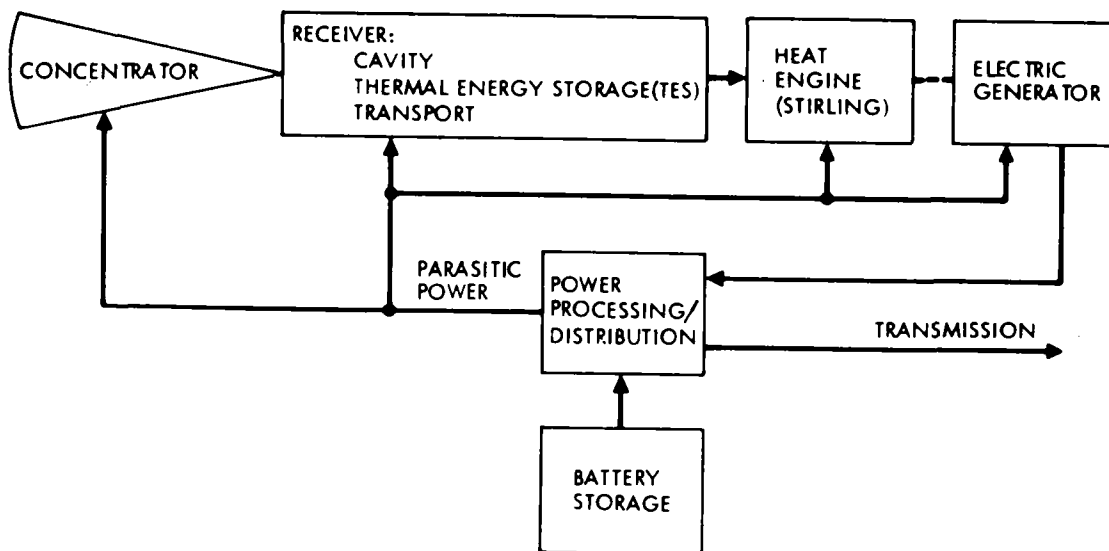 CONCENTRATOR
RECEIVER:
CAVITY
THERMAL ENERGY STORAGE(TES)
TRANSPORT
HEAT
ENGINE
(STIRLING)
ELECTRIC
GENERATOR
PARASITIC
POWER
POWER
PROCESSING/
DISTRIBUTION
TRANSMISSION
BATTERY
STORAGE